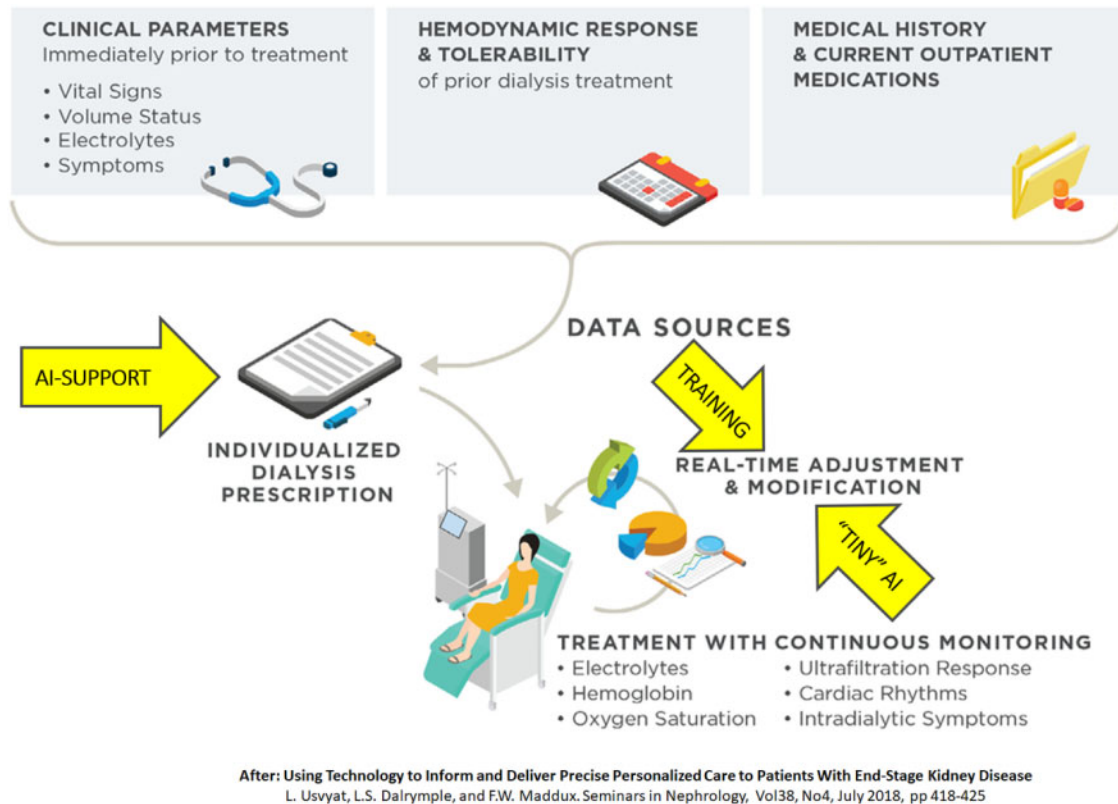 CLINICAL PARAMETERS
Immediately prior to treatment
• Vital Signs
• Volume Status
• Electrolytes
• Symptoms
HEMODYNAMIC RESPONSE
& TOLERABILITY
of prior dialysis treatment
MEDICAL HISTORY
& CURRENT OUTPATIENT
MEDICATIONS
DATA SOURCES
AI-SUPPORT
TRAINING
INDIVIDUALIZED
DIALYSIS
PRESCRIPTION
REAL-TIME ADJUSTMENT
& MODIFICATION
“TINY” AI
TREATMENT WITH CONTINUOUS MONITORING
• Electrolytes
• Hemoglobin
• Oxygen Saturation
• Ultrafiltration Response
• Cardiac Rhythms
• Intradialytic Symptoms
After: Using Technology to Inform and Deliver Precise Personalized Care to Patients With End-Stage Kidney Disease
L. Usvyat, L.S. Dalrymple, and F.W. Maddux. Seminars in Nephrology, Vol38, No4, July 2018, pp 418-425